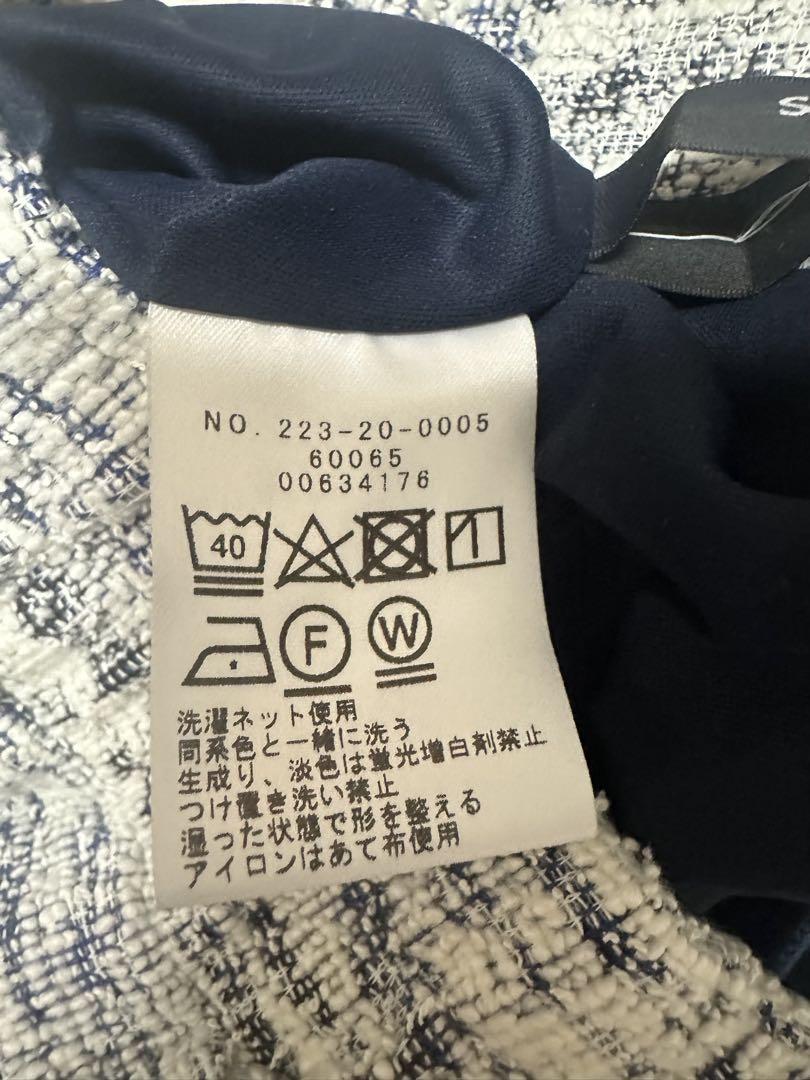 S
NO. 223-20-0005
60065
00634176
40
F
W
洗濯ネット使用
同系色と一緒に洗う
生成り、淡色は蛍光増白剤禁止
つけ置き洗い禁止
湿った状態で形を整える
アイロンはあて布使用